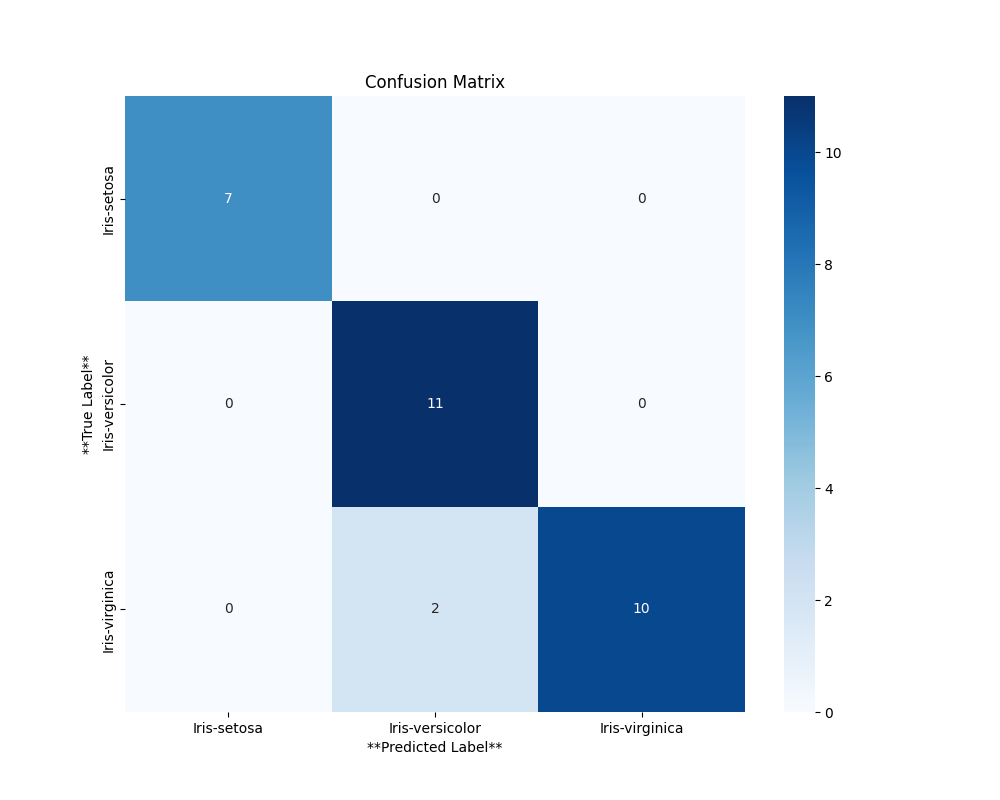 Confusion Matrix
**True Label**
Iris-setosa
7 0 0
Iris-versicolor
0 11 0
Iris-virginica
0 2 10
Iris-setosa Iris-versicolor Iris-virginica
**Predicted Label**
10
8
6
4
2
0